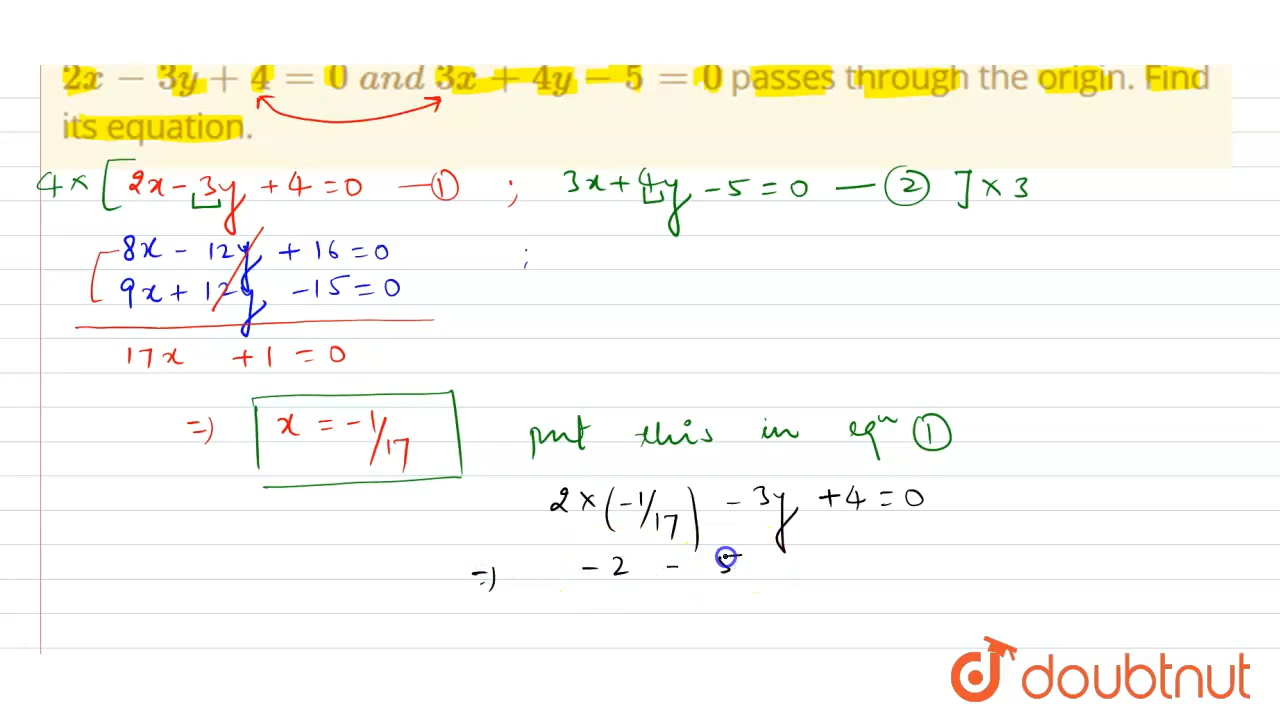 2x − 3y + 4 = 0 and 3x + 4y − 5 = 0 passes through the origin. Find
its equation.
4 × [ 2x − 3y + 4 = 0 — ① ; 3x + 4y − 5 = 0 — ② ] × 3
8x − 12y + 16 = 0 ;
9x + 12y − 15 = 0
17x + 1 = 0
=) x = −1/17 put this in eqⁿ ①
2 × (−1/17) − 3y + 4 = 0
=) − 2 − 5
doubtnut